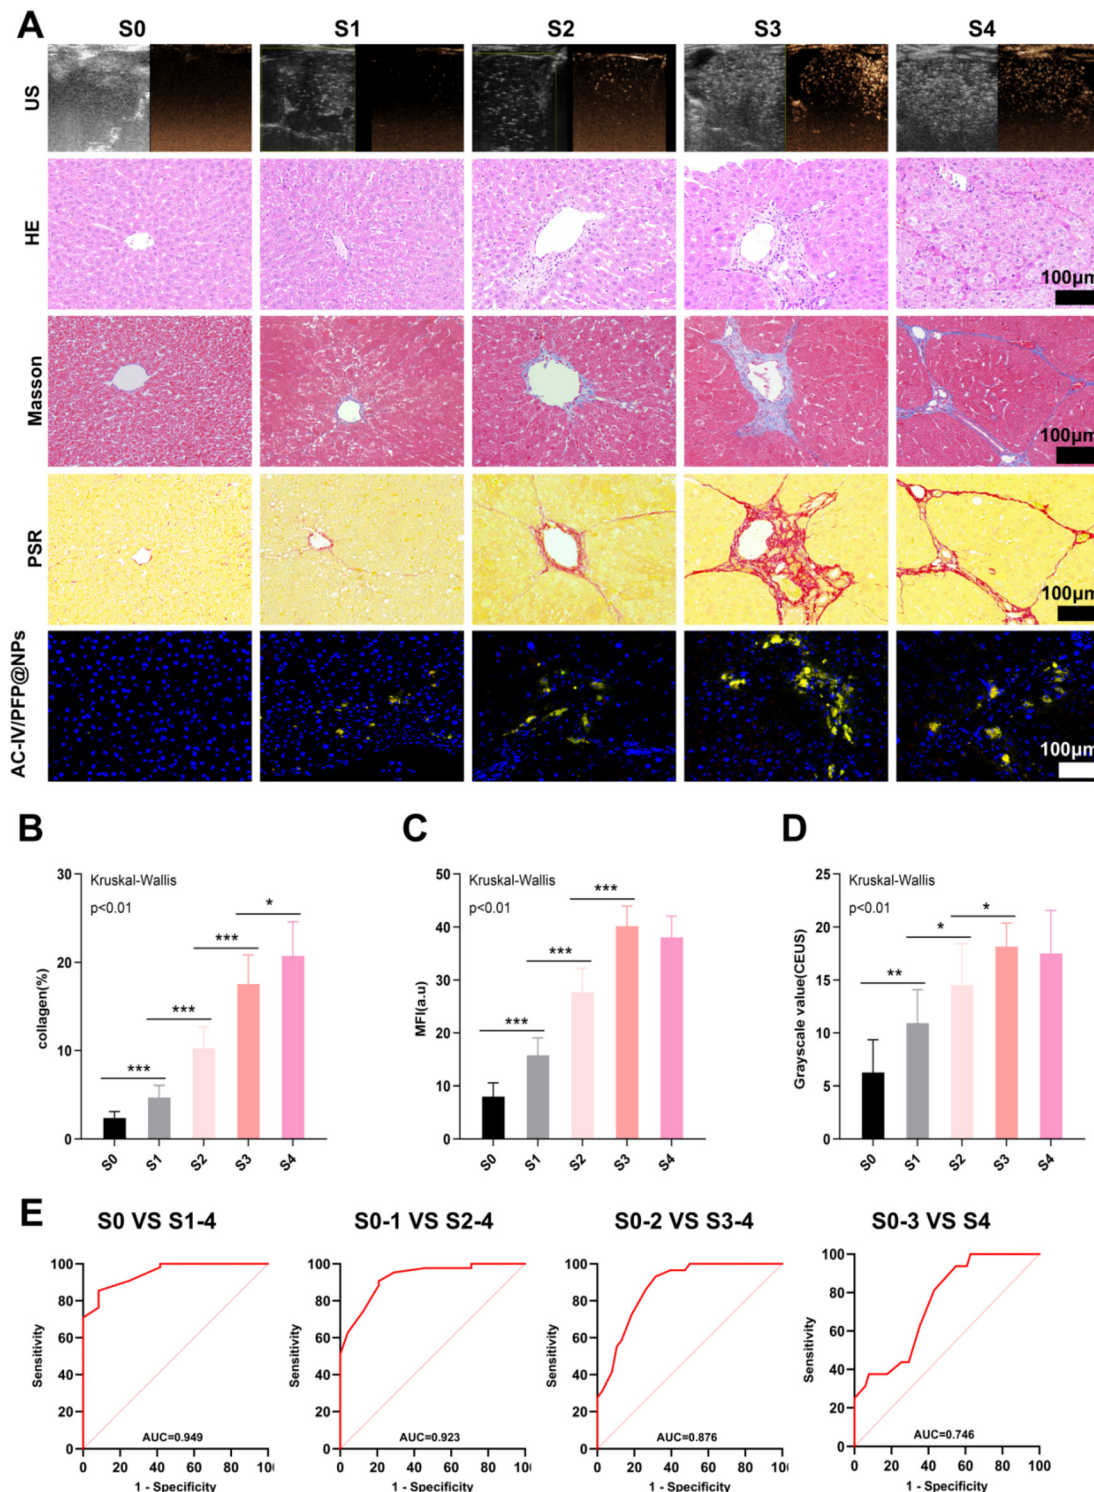 A
S0 S1 S2 S3 S4
US
HE
100μm
Masson
100μm
PSR
100μm
AC-IV/PFP@NPs
100μm
B
Kruskal-Wallis
p<0.01
collagen(%)
30
20
10
0
***
***
***
*
S0 S1 S2 S3 S4
C
Kruskal-Wallis
p<0.01
MFI(a.u)
50
40
30
20
10
0
***
***
***
S0 S1 S2 S3 S4
D
Kruskal-Wallis
p<0.01
Grayscale value(CEUS)
25
20
15
10
5
0
**
*
*
S0 S1 S2 S3 S4
E
S0 VS S1-4
Sensitivity
100
80
60
40
20
0
AUC=0.949
0 20 40 60 80 100
1 - Specificity
S0-1 VS S2-4
Sensitivity
100
80
60
40
20
0
AUC=0.923
0 20 40 60 80 100
1 - Specificity
S0-2 VS S3-4
Sensitivity
100
80
60
40
20
0
AUC=0.876
0 20 40 60 80 100
1 - Specificity
S0-3 VS S4
Sensitivity
100
80
60
40
20
0
AUC=0.746
0 20 40 60 80 100
1 - Specificity